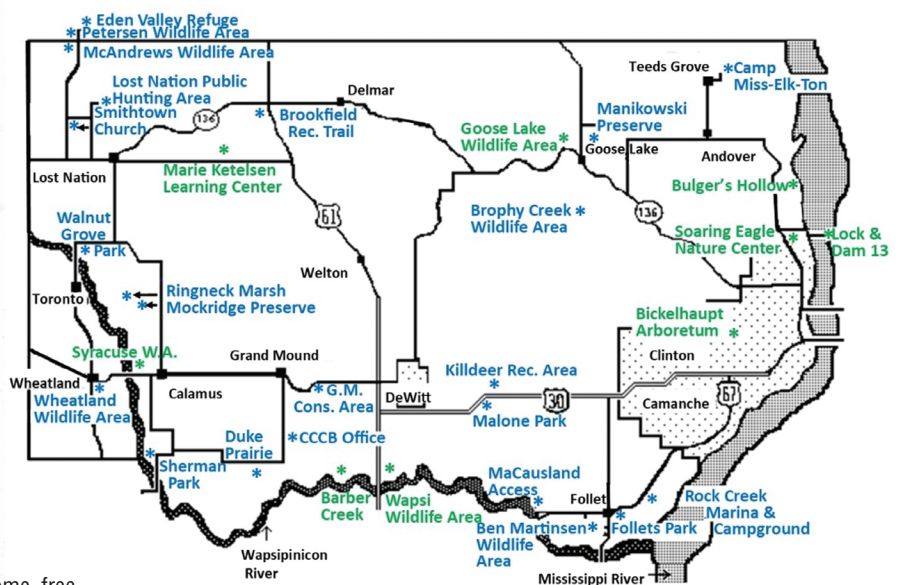 * Eden Valley Refuge
* Petersen Wildlife Area
* McAndrews Wildlife Area
Lost Nation Public
* Hunting Area
Smithtown
* Church
136
Delmar
* Brookfield
Rec. Trail
Teeds Grove
* Camp
Miss-Elk-Ton
Manikowski
Preserve
*
Goose Lake
Wildlife Area *
Goose Lake
Andover
Lost Nation
*
Marie Ketelsen
Learning Center
Bulger's Hollow *
61
Brophy Creek *
Wildlife Area
136
Walnut
Grove
* Park
Soaring Eagle
Nature Center *
* Lock &
Dam 13
Welton
Toronto
* Ringneck Marsh
* Mockridge Preserve
Bickelhaupt
Arboretum *
Syracuse W.A.
*
Grand Mound
Clinton
Wheatland
*
Wheatland
Wildlife Area
Calamus
* G.M.
Cons. Area
DeWitt
Killdeer Rec. Area
*
*
Malone Park
30
Camanche
67
* CCCB Office
Duke
Prairie
*
*
Sherman
Park
*
Barber
Creek
*
Wapsi
Wildlife Area
MaCausland
Access
*
Follet
*
Rock Creek
Marina &
Campground
Ben Martinsen *
Wildlife
Area
*
Follets Park
Wapsipinicon
River
Mississippi River